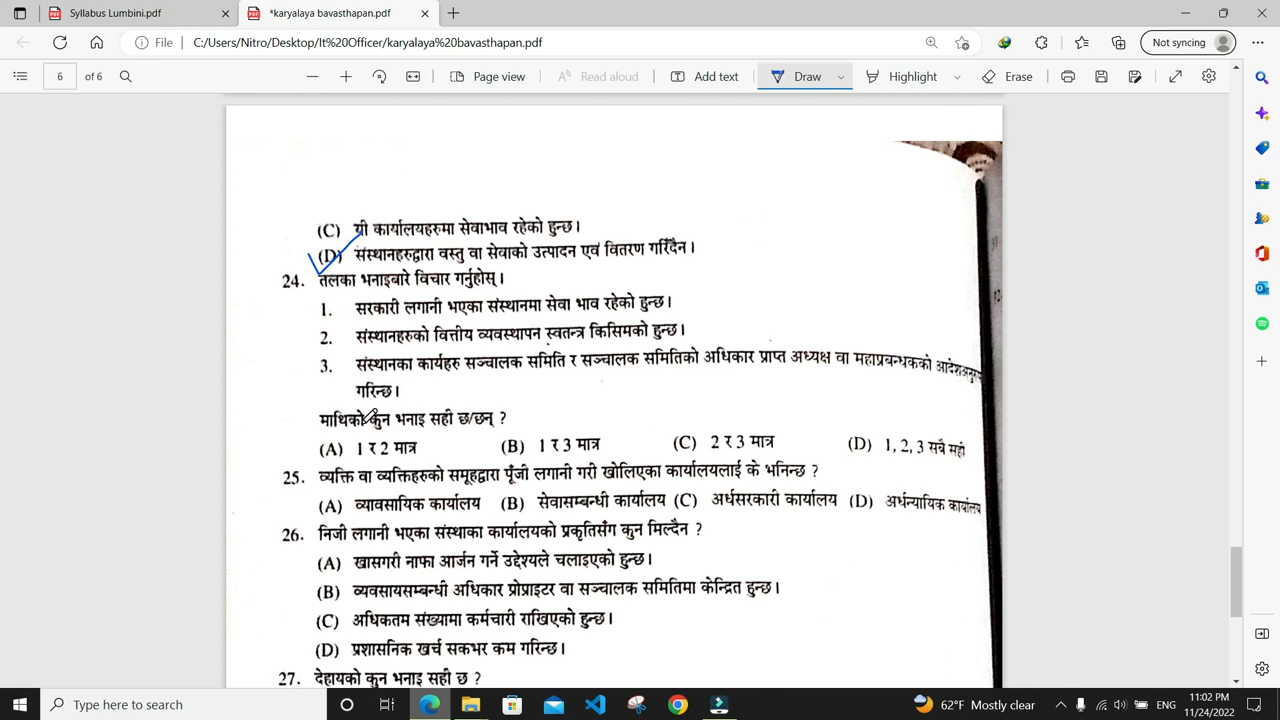 Syllabus Lumbini.pdf
*karyalaya bavasthapan.pdf
File
C:/Users/Nitro/Desktop/It%20Officer/karyalaya%20bavasthapan.pdf
Not syncing
6 of 6
Page view
Read aloud
Add text
Draw
Highlight
Erase
(C) यी कार्यालयहरुमा सेवाभाव रहेको हुन्छ।
(D) संस्थानहरुद्वारा वस्तु वा सेवाको उत्पादन एवं वितरण गरिँदैन।
24. तलका भनाइबारे विचार गर्नुहोस्।
1. सरकारी लगानी भएका संस्थानमा सेवा भाव रहेको हुन्छ।
2. संस्थानहरुको वित्तीय व्यवस्थापन स्वतन्त्र किसिमको हुन्छ।
3. संस्थानका कार्यहरु सञ्चालक समिति र सञ्चालक समितिको अधिकार प्राप्त अध्यक्ष वा महाप्रबन्धकको
गरिन्छ।
माथिको कुन भनाइ सही छ/छन् ?
(A) 1 र 2 मात्र (B) 1 र 3 मात्र (C) 2 र 3 मात्र (D) 1, 2, 3 सबै सही
25. व्यक्ति वा व्यक्तिहरुको समूहद्वारा पूँजी लगानी गरी खोलिएका कार्यालयलाई के भनिन्छ ?
(A) व्यावसायिक कार्यालय (B) सेवासम्बन्धी कार्यालय (C) अर्धसरकारी कार्यालय (D) अर्धन्यायिक कार्यालय
26. निजी लगानी भएका संस्थाका कार्यालयको प्रकृतिसँग कुन मिल्दैन ?
(A) खासगरी नाफा आर्जन गर्ने उद्देश्यले चलाइएको हुन्छ।
(B) व्यवसायसम्बन्धी अधिकार प्रोप्राइटर वा सञ्चालक समितिमा केन्द्रित हुन्छ।
(C) अधिकतम संख्यामा कर्मचारी राखिएको हुन्छ।
(D) प्रशासनिक खर्च सकभर कम गरिन्छ।
27. देहायको कुन भनाइ सही छ ?
Type here to search
62°F Mostly clear
ENG
11:02 PM
11/24/2022